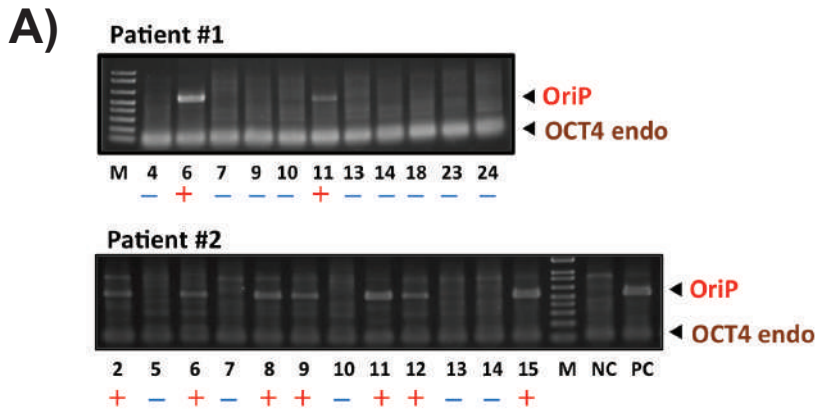 A)
Patient #1
OriP
OCT4 endo
M 4 6 7 9 10 11 13 14 18 23 24
− + − − − + − − − − −
Patient #2
OriP
OCT4 endo
2 5 6 7 8 9 10 11 12 13 14 15 M NC PC
+ − + − + + − + + − − +